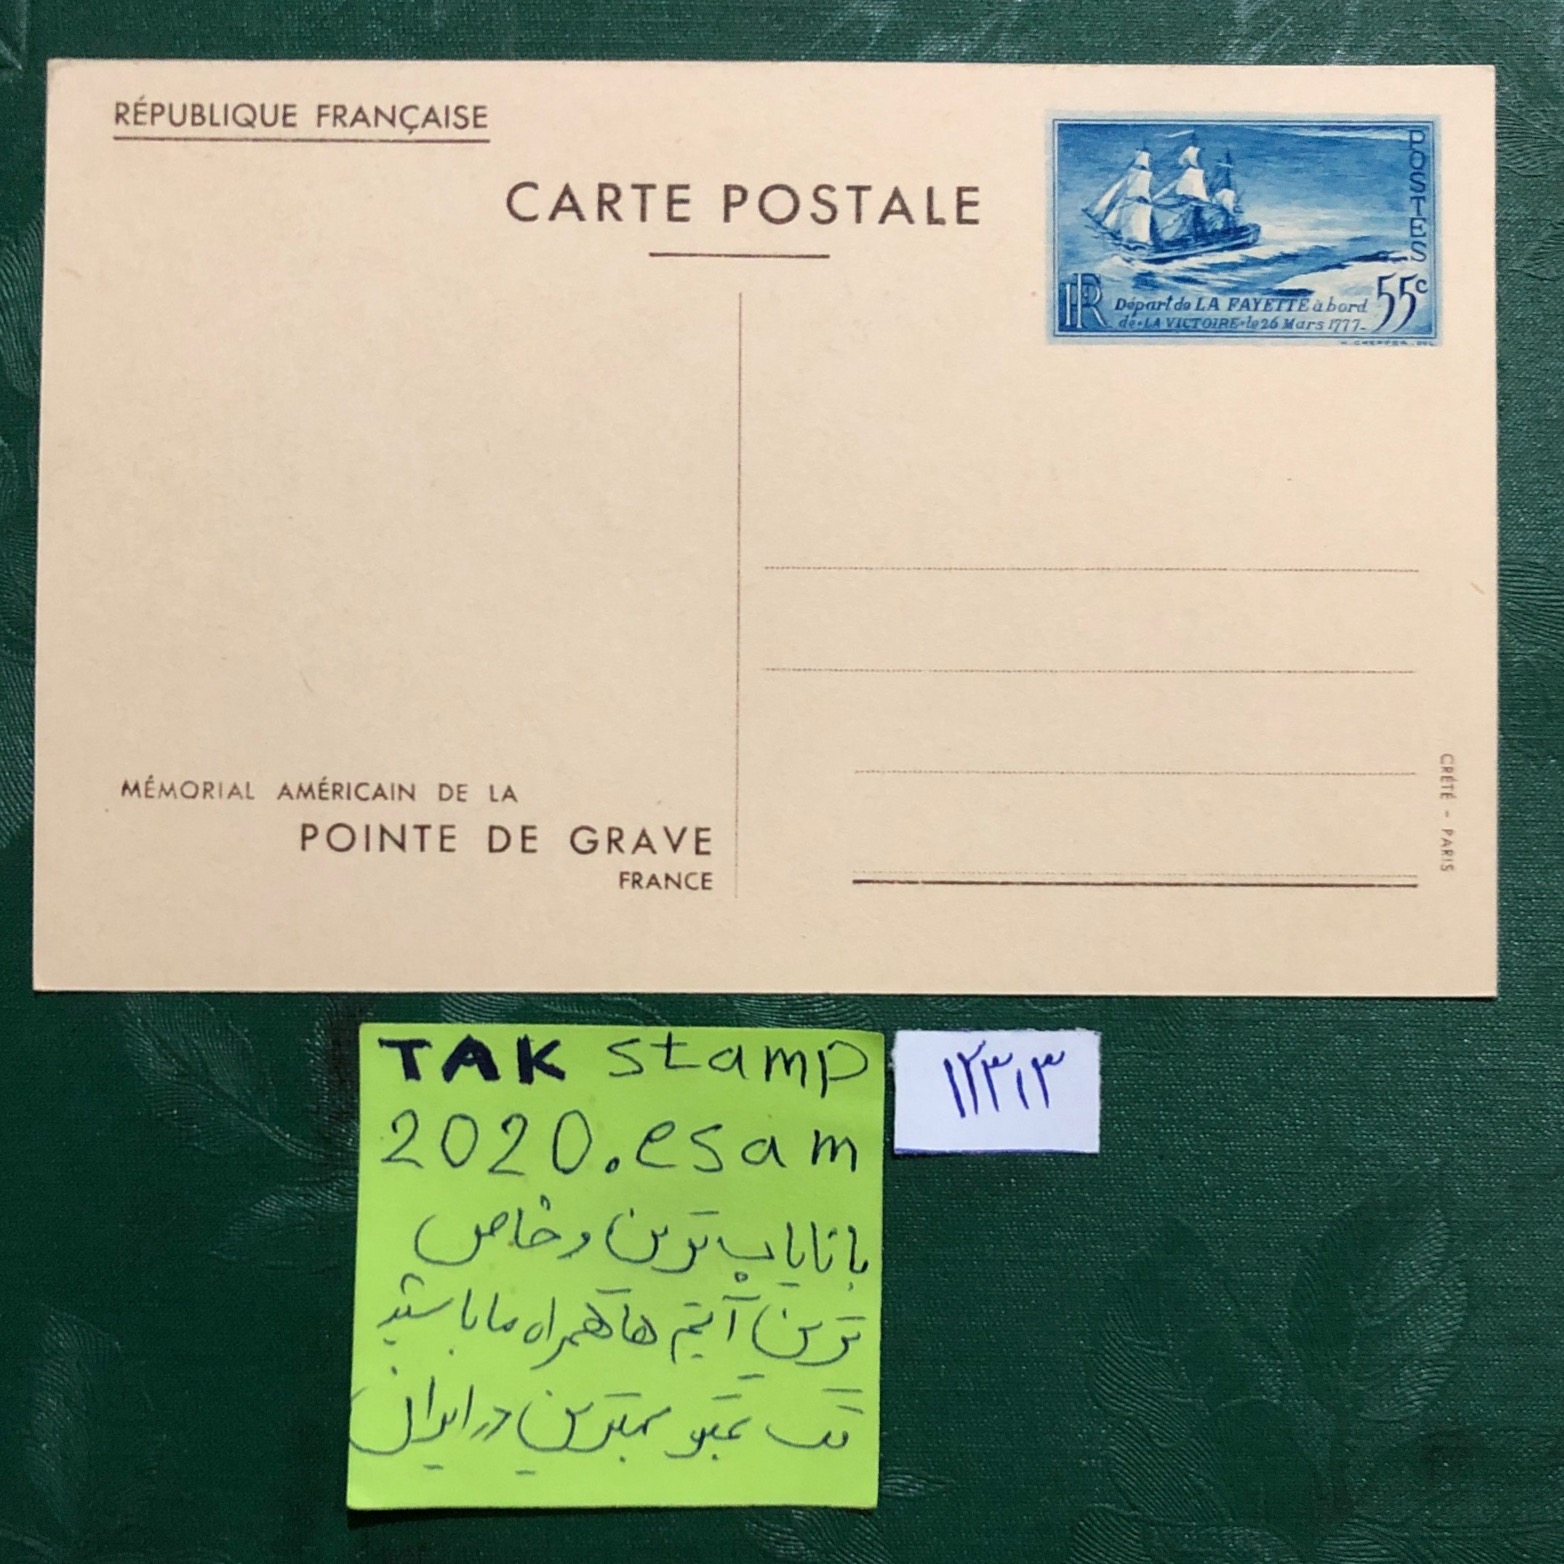 RÉPUBLIQUE FRANÇAISE
CARTE POSTALE
POSTES
RF
55c
Départ de LA FAYETTE à bord
de "LA VICTOIRE" le 26 Mars 1777-
MÉMORIAL AMÉRICAIN DE LA
POINTE DE GRAVE
FRANCE
CRÉTÉ - PARIS
TAK stamp
2020.esam
با نایاب ترین و خاص
ترین آیتم ها همراه ما باشید
تک تمبر بهترین در ایران
۱۲۳۱۳